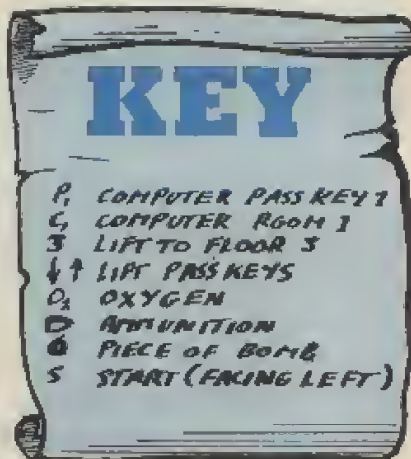 KEY
P1 COMPUTER PASS KEY 1
C1 COMPUTER ROOM 1
3 LIFT TO FLOOR 3
↓↑ LIFT PASS KEYS
O2 OXYGEN
AMMUNITION
PIECE OF BOMB
S START (FACING LEFT)